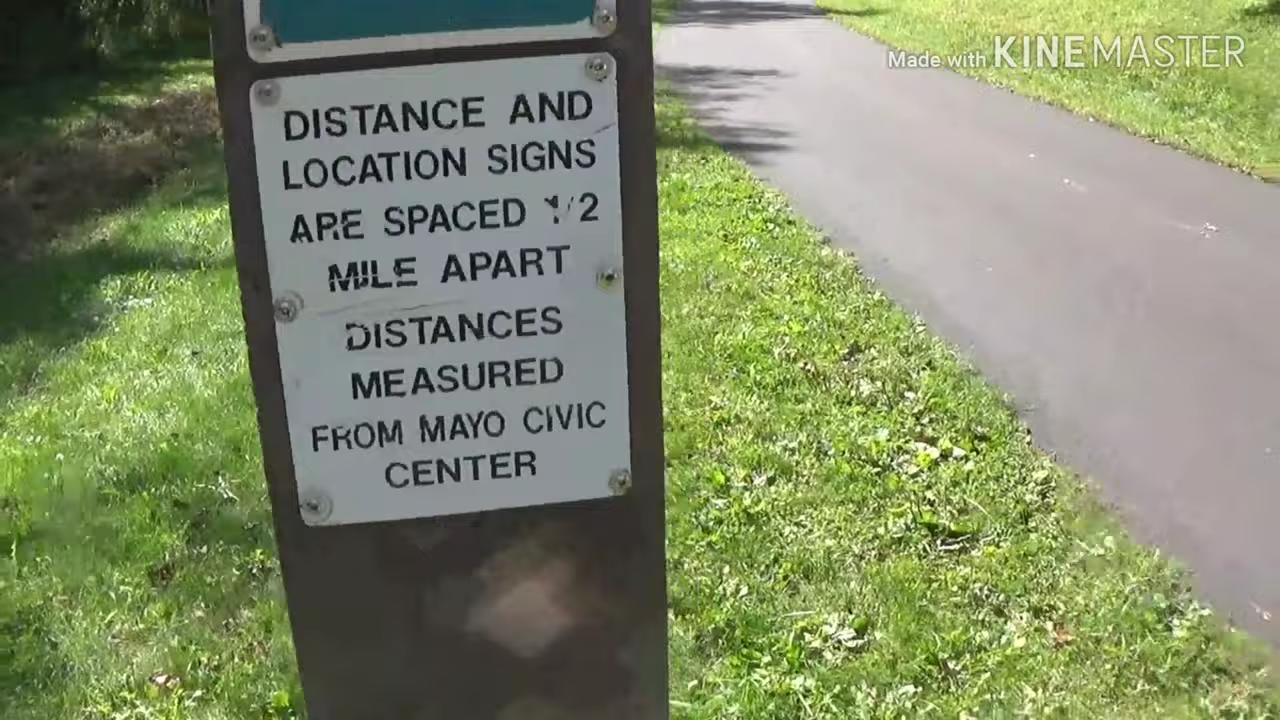 Made with KINEMASTER
DISTANCE AND
LOCATION SIGNS
ARE SPACED 1/2
MILE APART
DISTANCES
MEASURED
FROM MAYO CIVIC
CENTER